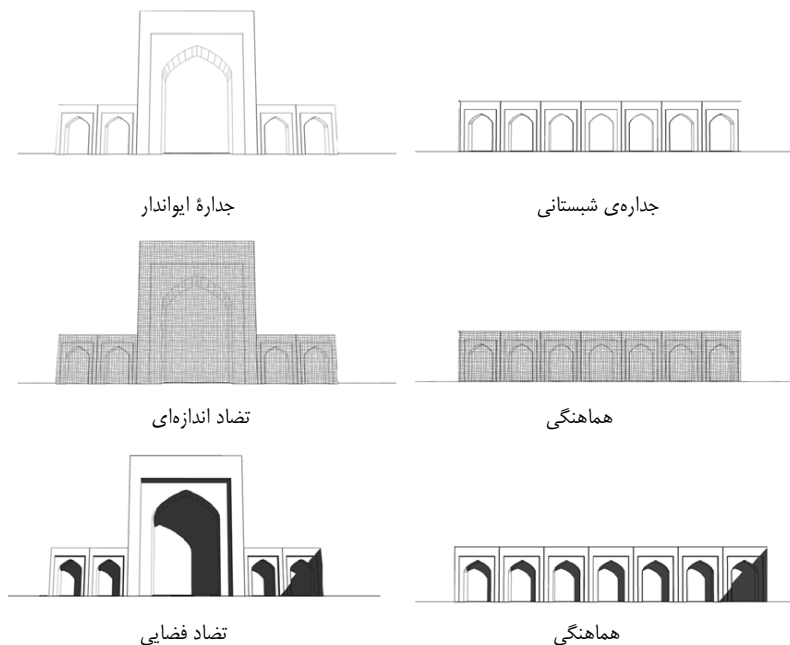 جداره‌ی شبستانی
جدارهٔ ایواندار
هماهنگی
تضاد اندازه‌ای
هماهنگی
تضاد فضایی